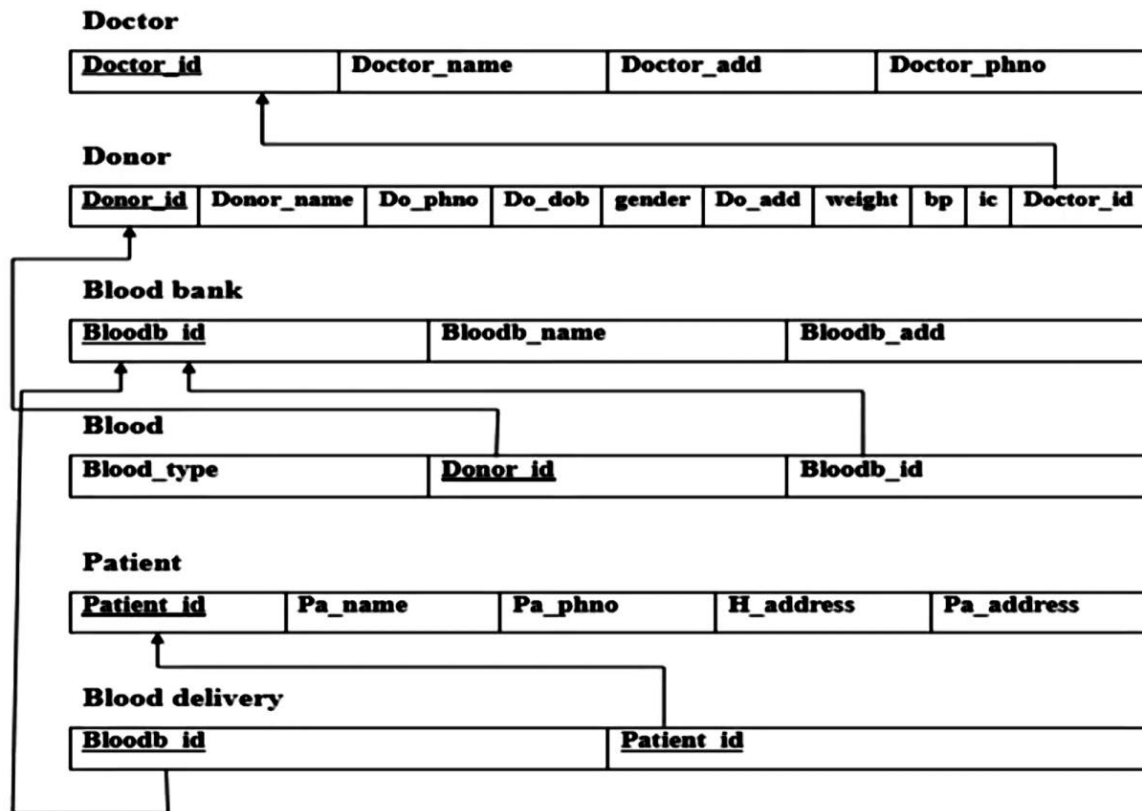 Doctor
Doctor_id Doctor_name Doctor_add Doctor_phno
Donor
Donor_id Donor_name Do_phno Do_dob gender Do_add weight bp ic Doctor_id
Blood bank
Bloodb_id Bloodb_name Bloodb_add
Blood
Blood_type Donor_id Bloodb_id
Patient
Patient_id Pa_name Pa_phno H_address Pa_address
Blood delivery
Bloodb_id Patient_id